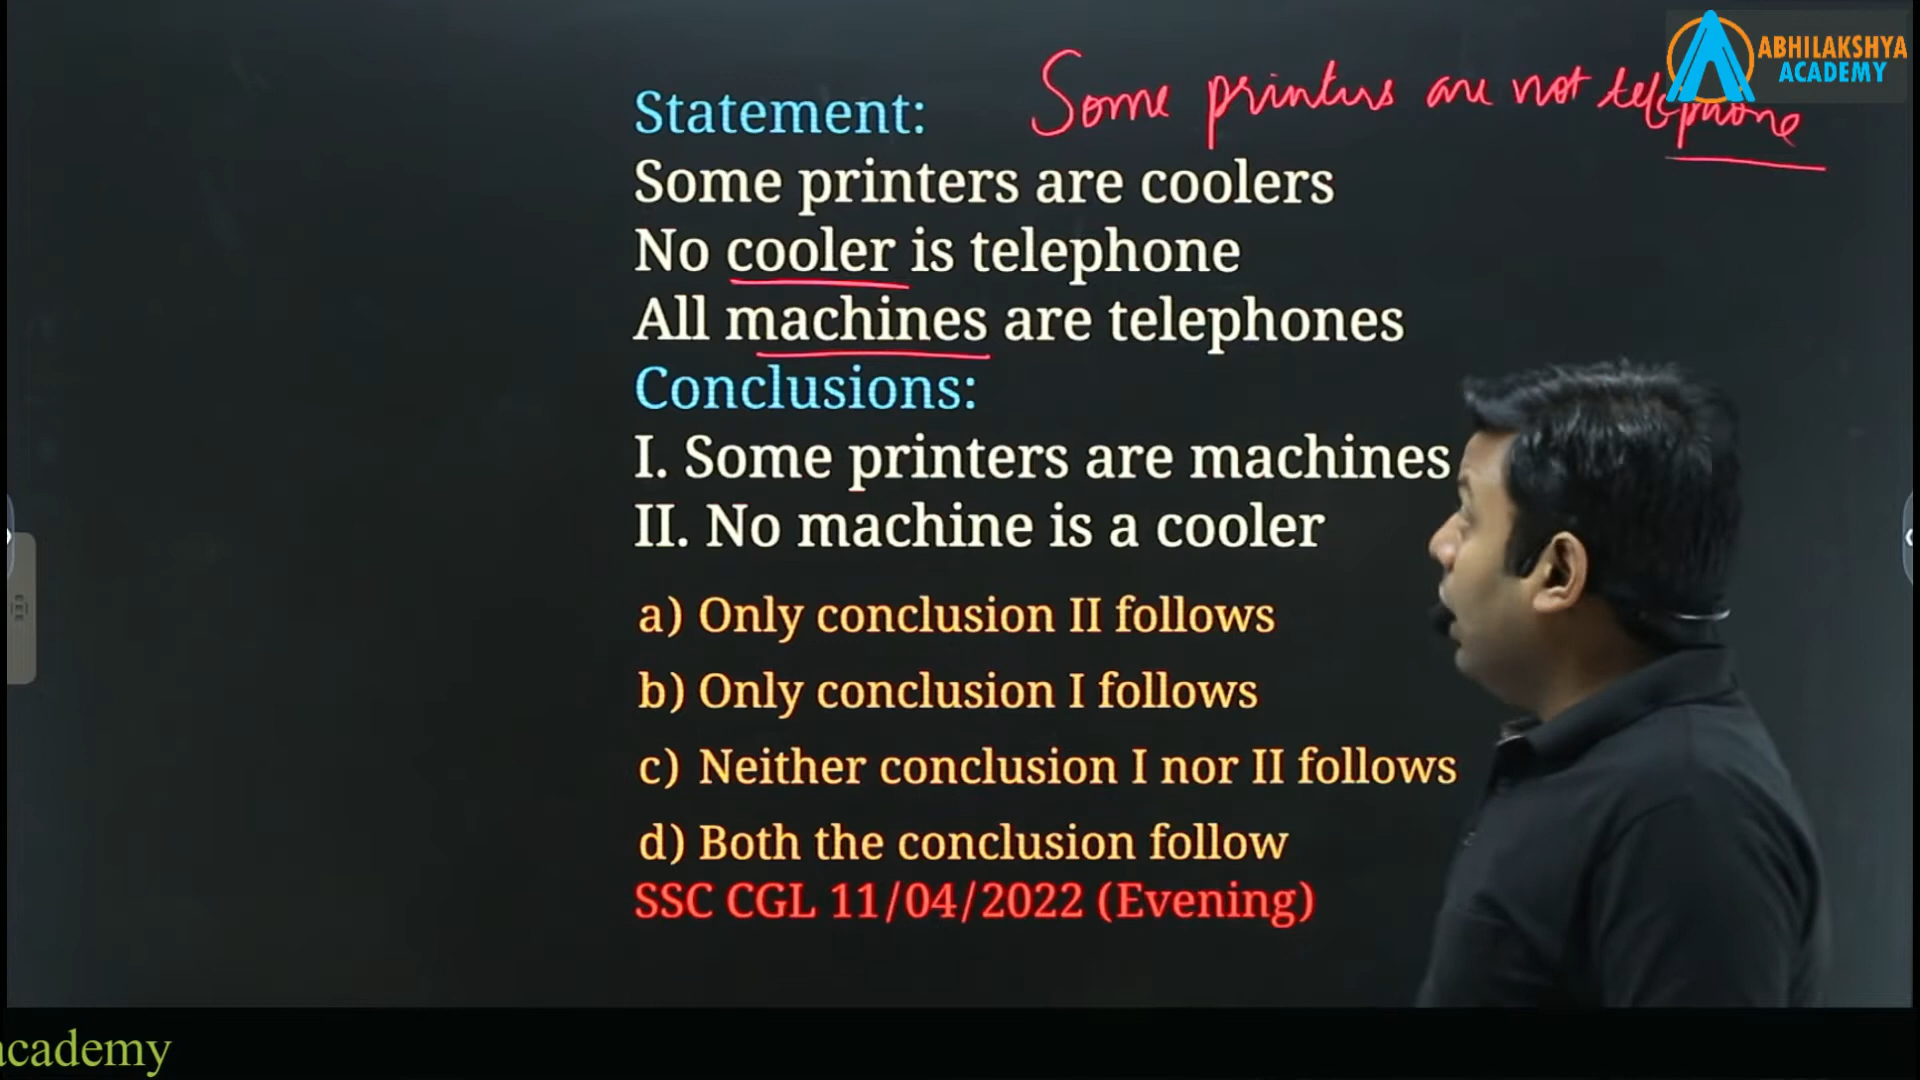 ABHILAKSHYA
ACADEMY
Some printers are not telephone
Statement:
Some printers are coolers
No cooler is telephone
All machines are telephones
Conclusions:
I. Some printers are machines
II. No machine is a cooler
a) Only conclusion II follows
b) Only conclusion I follows
c) Neither conclusion I nor II follows
d) Both the conclusion follow
SSC CGL 11/04/2022 (Evening)
academy